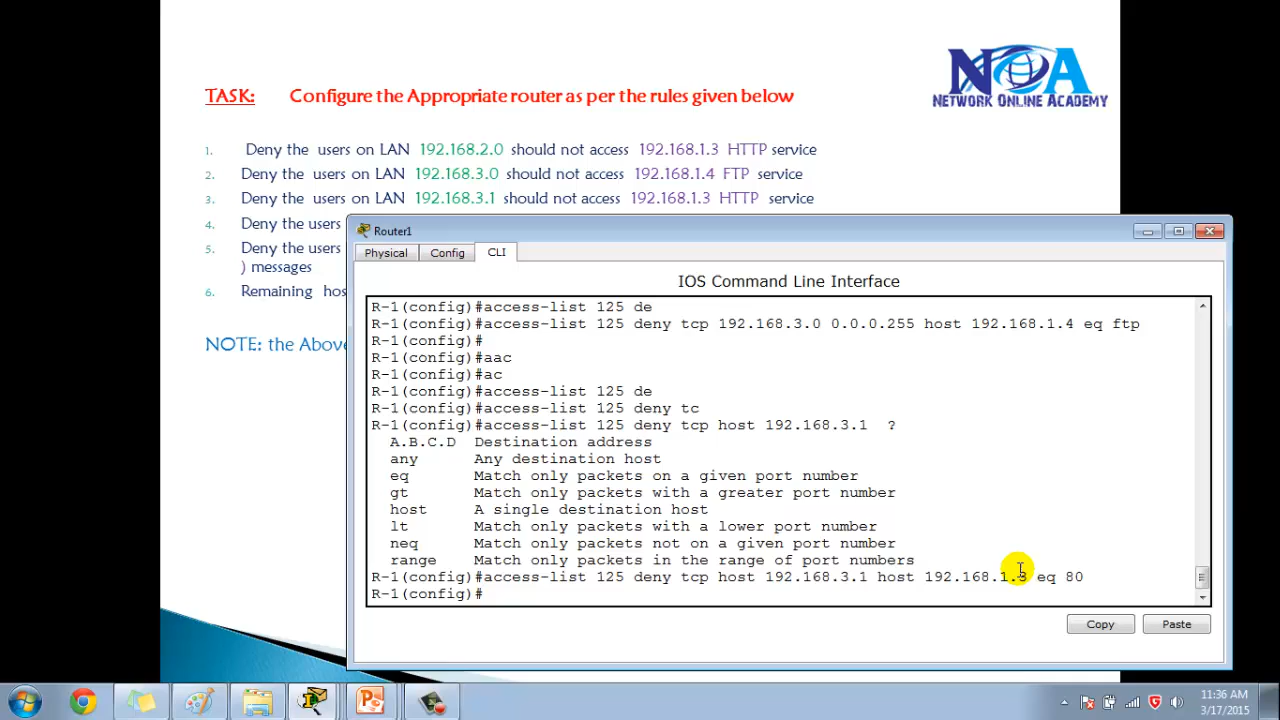 NOA
NETWORK ONLINE ACADEMY
TASK: Configure the Appropriate router as per the rules given below
1. Deny the users on LAN 192.168.2.0 should not access 192.168.1.3 HTTP service
2. Deny the users on LAN 192.168.3.0 should not access 192.168.1.4 FTP service
3. Deny the users on LAN 192.168.3.1 should not access 192.168.1.3 HTTP service
4. Deny the users
5. Deny the users
) messages
6. Remaining hos
NOTE: the Above
Router1
Physical Config CLI
IOS Command Line Interface
R-1(config)#access-list 125 de
R-1(config)#access-list 125 deny tcp 192.168.3.0 0.0.0.255 host 192.168.1.4 eq ftp
R-1(config)#
R-1(config)#aac
R-1(config)#ac
R-1(config)#access-list 125 de
R-1(config)#access-list 125 deny tc
R-1(config)#access-list 125 deny tcp host 192.168.3.1 ?
A.B.C.D Destination address
any Any destination host
eq Match only packets on a given port number
gt Match only packets with a greater port number
host A single destination host
lt Match only packets with a lower port number
neq Match only packets not on a given port number
range Match only packets in the range of port numbers
R-1(config)#access-list 125 deny tcp host 192.168.3.1 host 192.168.1.3 eq 80
R-1(config)#
Copy Paste
11:36 AM
3/17/2015